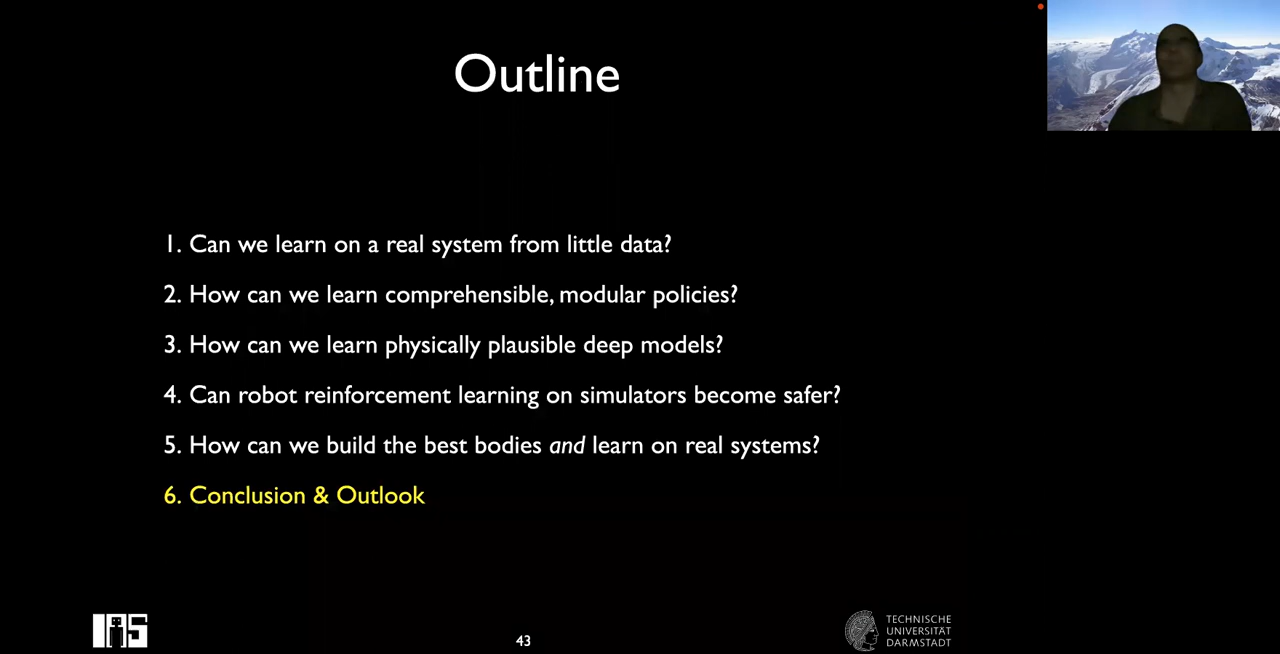 Outline
1. Can we learn on a real system from little data?
2. How can we learn comprehensible, modular policies?
3. How can we learn physically plausible deep models?
4. Can robot reinforcement learning on simulators become safer?
5. How can we build the best bodies and learn on real systems?
6. Conclusion & Outlook
IAS
43
TECHNISCHE
UNIVERSITÄT
DARMSTADT